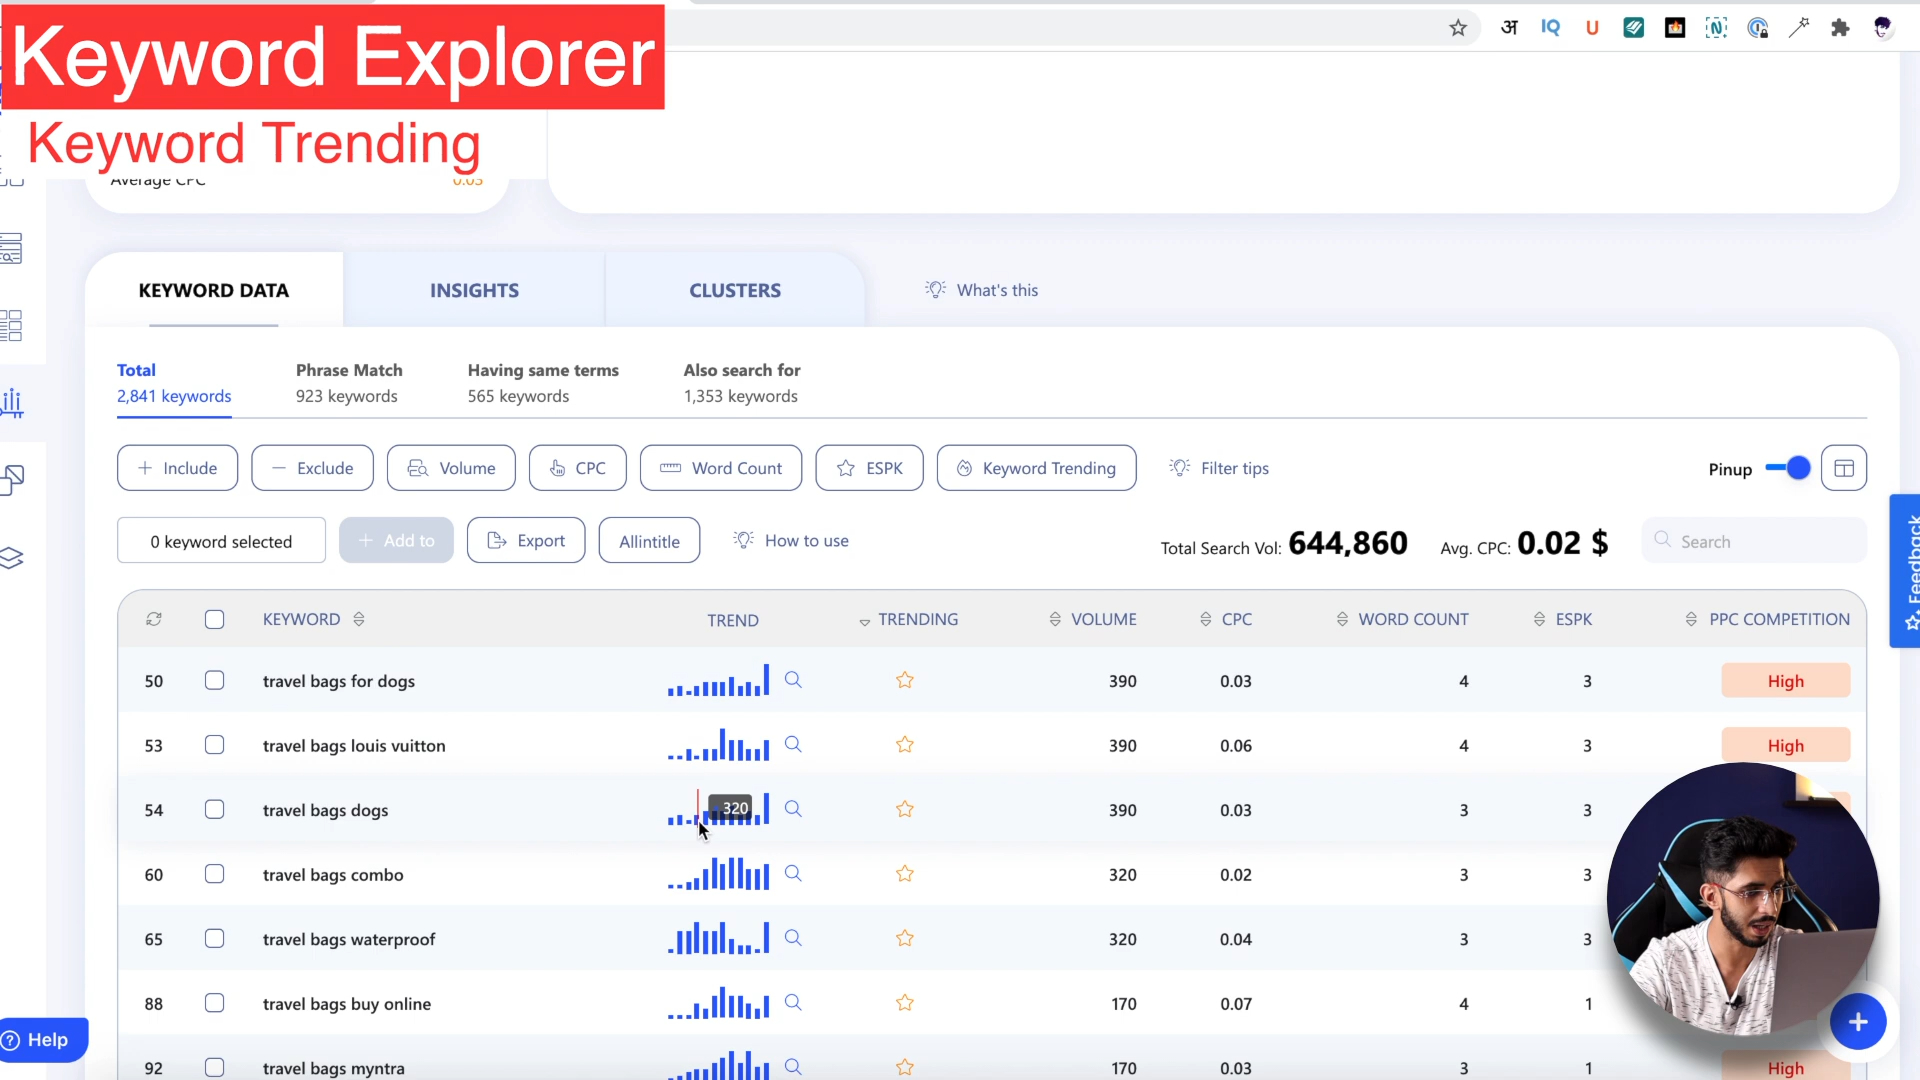 Keyword Explorer
Keyword Trending
अ IQ U N
Average CPC 0.03
KEYWORD DATA INSIGHTS CLUSTERS What's this
Total Phrase Match Having same terms Also search for
2,841 keywords 923 keywords 565 keywords 1,353 keywords
+ Include − Exclude Volume CPC Word Count ESPK Keyword Trending Filter tips Pinup
0 keyword selected + Add to Export Allintitle How to use Total Search Vol: 644,860 Avg. CPC: 0.02 $ Search
Feedback
KEYWORD TREND TRENDING VOLUME CPC WORD COUNT ESPK PPC COMPETITION
50 travel bags for dogs 390 0.03 4 3 High
53 travel bags louis vuitton 390 0.06 4 3 High
54 travel bags dogs 320 390 0.03 3 3
60 travel bags combo 320 0.02 3 3
65 travel bags waterproof 320 0.04 3 3
88 travel bags buy online 170 0.07 4 1
? Help
92 travel bags myntra 170 0.03 3 1 High